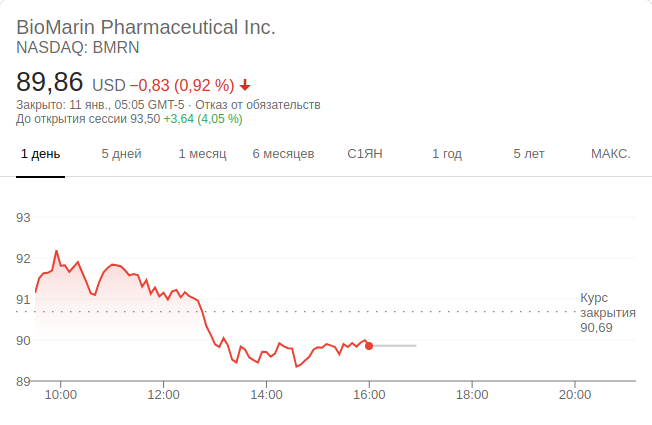 BioMarin Pharmaceutical Inc.
NASDAQ: BMRN
89,86 USD −0,83 (0,92 %)
Закрыто: 11 янв., 05:05 GMT-5 · Отказ от обязательств
До открытия сессии 93,50 +3,64 (4,05 %)
1 день 5 дней 1 месяц 6 месяцев С1ЯН 1 год 5 лет МАКС.
93
92
91
90
89
Курс
закрытия
90,69
10:00 12:00 14:00 16:00 18:00 20:00